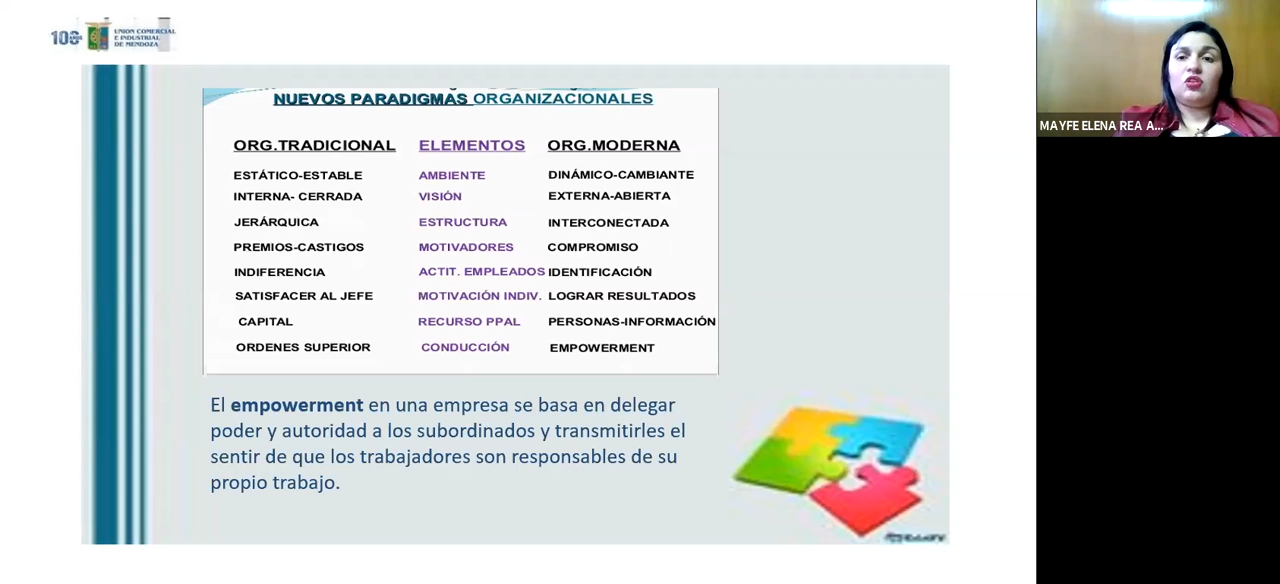 100 AÑOS
UNION COMERCIAL
E INDUSTRIAL
DE MENDOZA
NUEVOS PARADIGMAS ORGANIZACIONALES
ORG.TRADICIONAL ELEMENTOS ORG.MODERNA
ESTÁTICO-ESTABLE AMBIENTE DINÁMICO-CAMBIANTE
INTERNA- CERRADA VISIÓN EXTERNA-ABIERTA
JERÁRQUICA ESTRUCTURA INTERCONECTADA
PREMIOS-CASTIGOS MOTIVADORES COMPROMISO
INDIFERENCIA ACTIT. EMPLEADOS IDENTIFICACIÓN
SATISFACER AL JEFE MOTIVACIÓN INDIV. LOGRAR RESULTADOS
CAPITAL RECURSO PPAL PERSONAS-INFORMACIÓN
ORDENES SUPERIOR CONDUCCIÓN EMPOWERMENT
El empowerment en una empresa se basa en delegar
poder y autoridad a los subordinados y transmitirles el
sentir de que los trabajadores son responsables de su
propio trabajo.
MAYFE ELENA REA A...